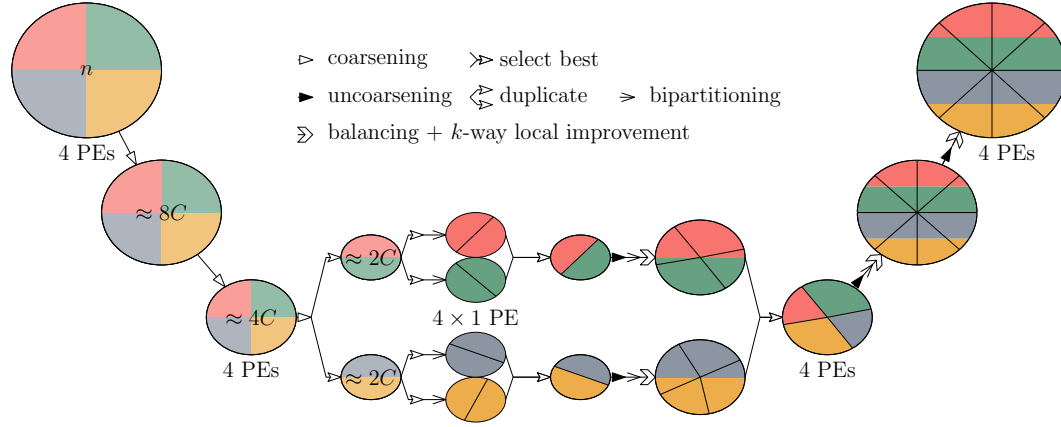 n
4 PEs
≈ 8C
≈ 4C
4 PEs
coarsening
select best
uncoarsening
duplicate
bipartitioning
balancing + k-way local improvement
≈ 2C
4 × 1 PE
≈ 2C
4 PEs
4 PEs